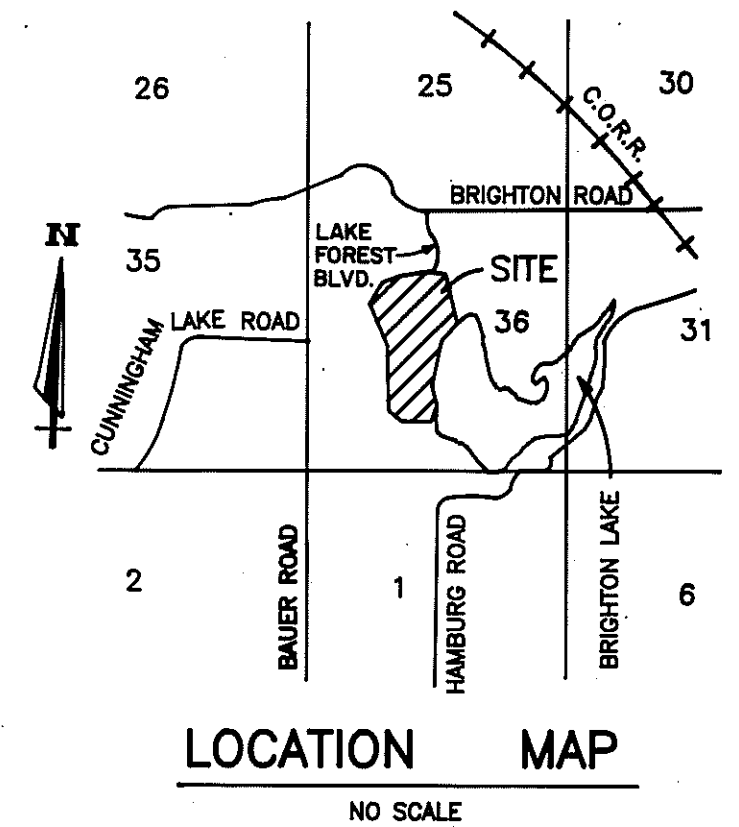 26
25
30
C.O.R.R.
BRIGHTON ROAD
N
LAKE
FOREST
BLVD.
35
SITE
36
31
LAKE ROAD
CUNNINGHAM
2
BAUER ROAD
1
HAMBURG ROAD
BRIGHTON LAKE
6
LOCATION MAP
NO SCALE